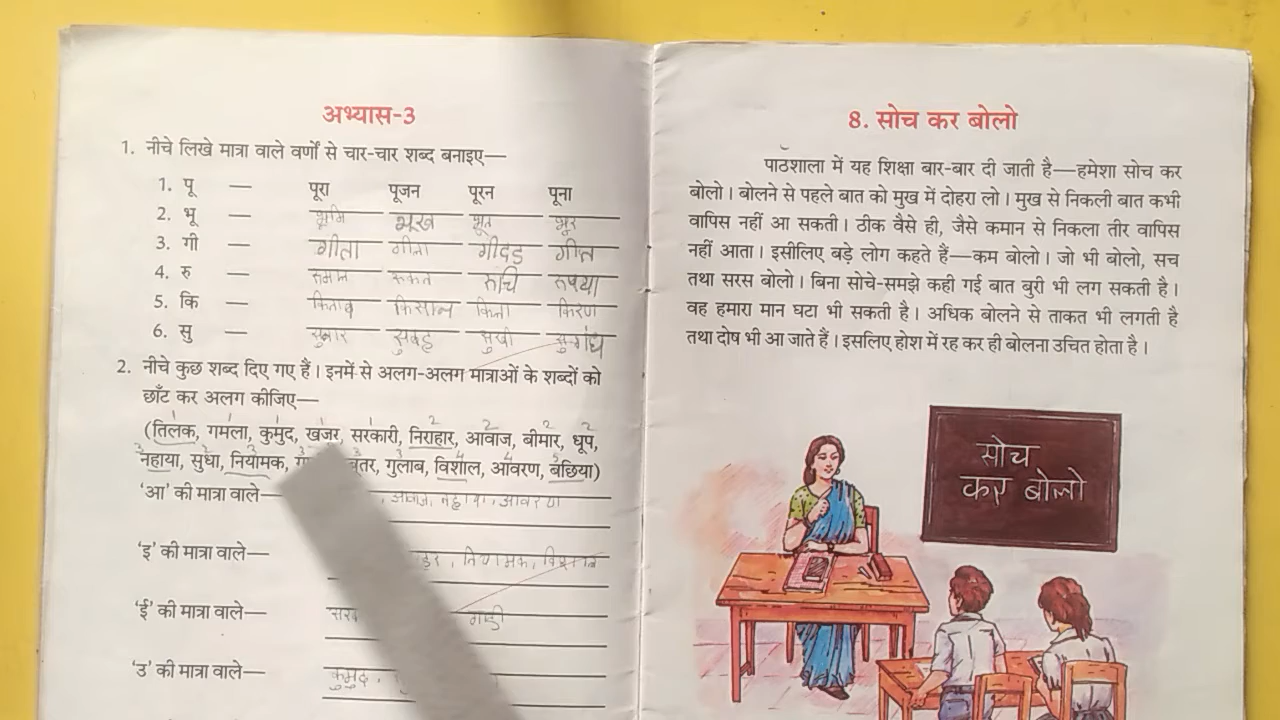 अभ्यास-3
1. नीचे लिखे मात्रा वाले वर्णों से चार-चार शब्द बनाइए—
1. पू — पूरा पूजन पूरन पूना
2. भू — भूमि भूख भूत
3. गी — गीता गीला गीदड़ गीत
4. रु — रुमाल रुकत रुचि रुपया
5. कि — किताब किसान किला किरण
6. सु — सुनार सुबह सुखी सुगंध
2. नीचे कुछ शब्द दिए गए हैं। इनमें से अलग-अलग मात्राओं के शब्दों को
छाँट कर अलग कीजिए—
(तिलक, गमला, कुमुद, खंजर, सरकारी, निराहार, आवाज, बीमार, धूप,
नहाया, सुधा, नियामक, गुलाब, विशाल, आवरण, बछिया)
'आ' की मात्रा वाले— आवाज, नहाया, आवरण
'इ' की मात्रा वाले— नियामक, विशाल
'ई' की मात्रा वाले—
'उ' की मात्रा वाले— कुमुद,
8. सोच कर बोलो
पाठशाला में यह शिक्षा बार-बार दी जाती है—हमेशा सोच कर
बोलो। बोलने से पहले बात को मुख में दोहरा लो। मुख से निकली बात कभी
वापिस नहीं आ सकती। ठीक वैसे ही, जैसे कमान से निकला तीर वापिस
नहीं आता। इसीलिए बड़े लोग कहते हैं—कम बोलो। जो भी बोलो, सच
तथा सरस बोलो। बिना सोचे-समझे कही गई बात बुरी भी लग सकती है।
वह हमारा मान घटा भी सकती है। अधिक बोलने से ताकत भी लगती है
तथा दोष भी आ जाते हैं। इसलिए होश में रह कर ही बोलना उचित होता है।
सोच
कर बोलो